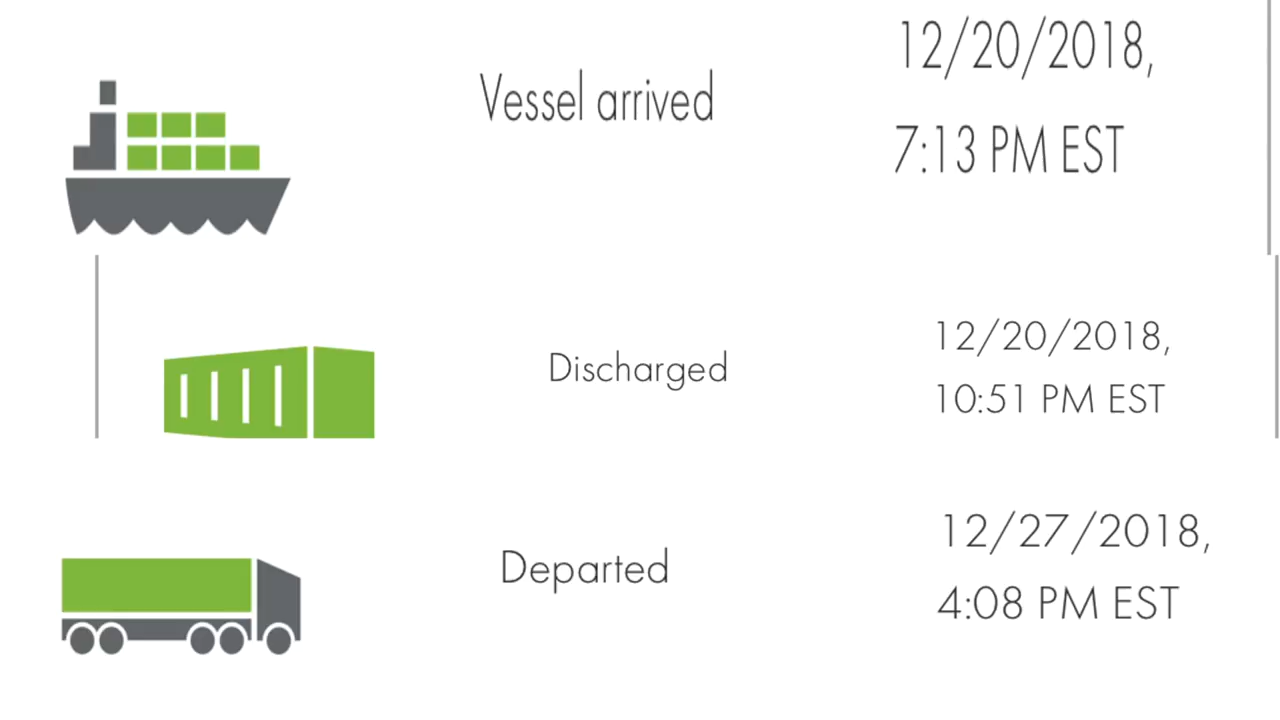 Vessel arrived
12/20/2018,
7:13 PM EST
Discharged
12/20/2018,
10:51 PM EST
Departed
12/27/2018,
4:08 PM EST